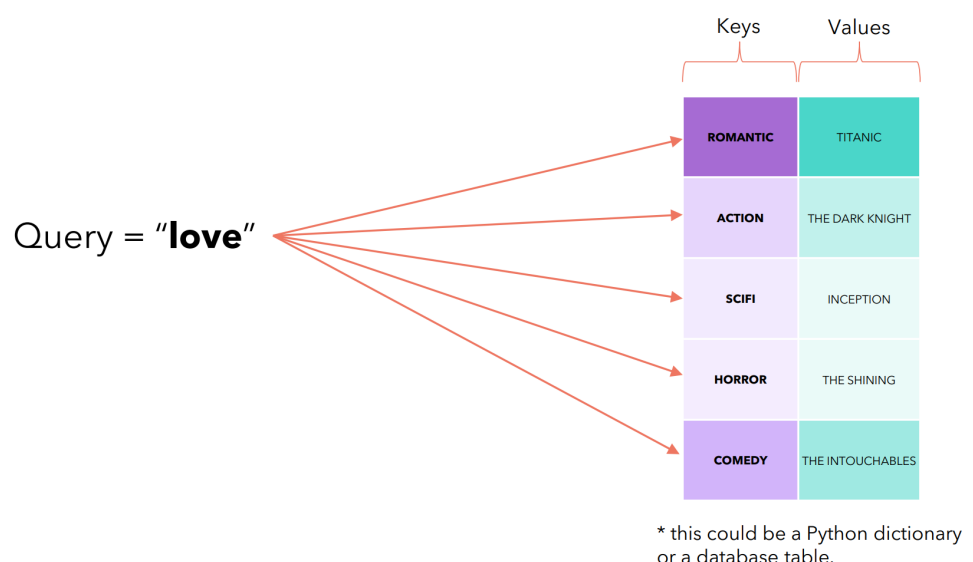 Keys Values
ROMANTIC TITANIC
ACTION THE DARK KNIGHT
Query = “love”
SCIFI INCEPTION
HORROR THE SHINING
COMEDY THE INTOUCHABLES
* this could be a Python dictionary
or a database table.